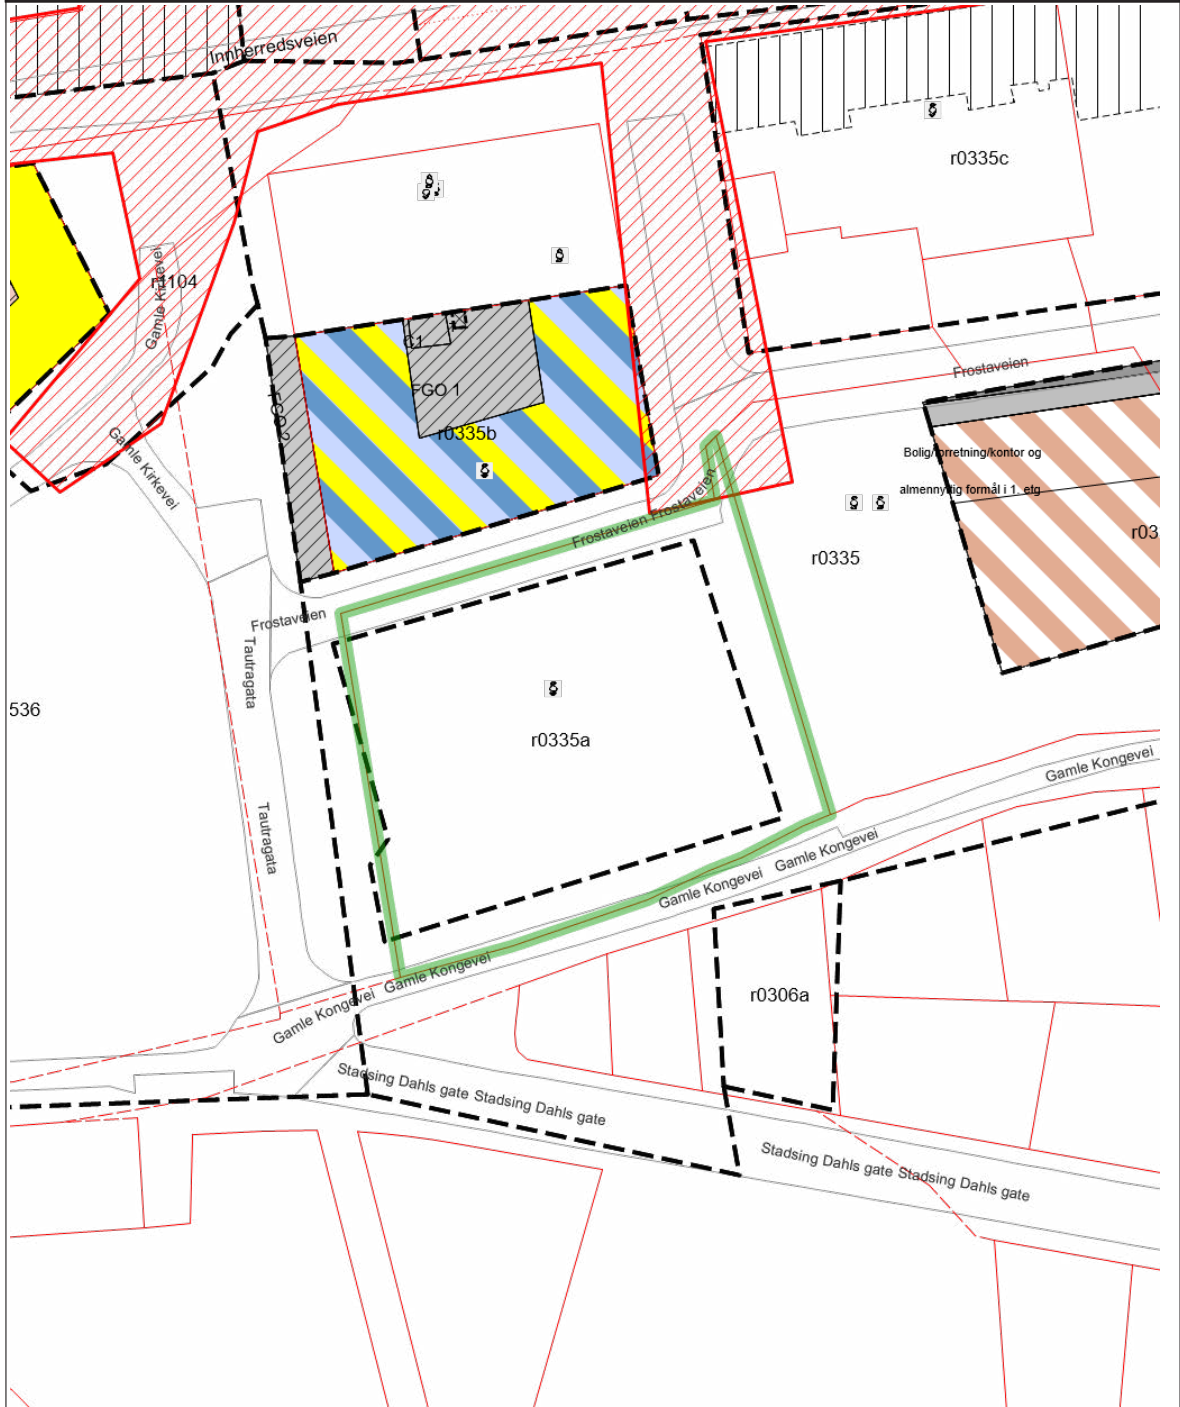 Innherredsveien
r0335c
r1104
Gamle Kirkevei
C1
Frostaveien
FGO 1
FGO 2
r0335b
Gamle Kirkevei
Bolig/forretning/kontor og
almennyttig formål i 1. etg
Frostaveien Frostaveien
r0335
r03
Frostaveien
Tautragata
536
r0335a
Gamle Kongevei
Tautragata
Gamle Kongevei Gamle Kongevei
Gamle Kongevei Gamle Kongevei
r0306a
Stadsing Dahls gate Stadsing Dahls gate
Stadsing Dahls gate Stadsing Dahls gate